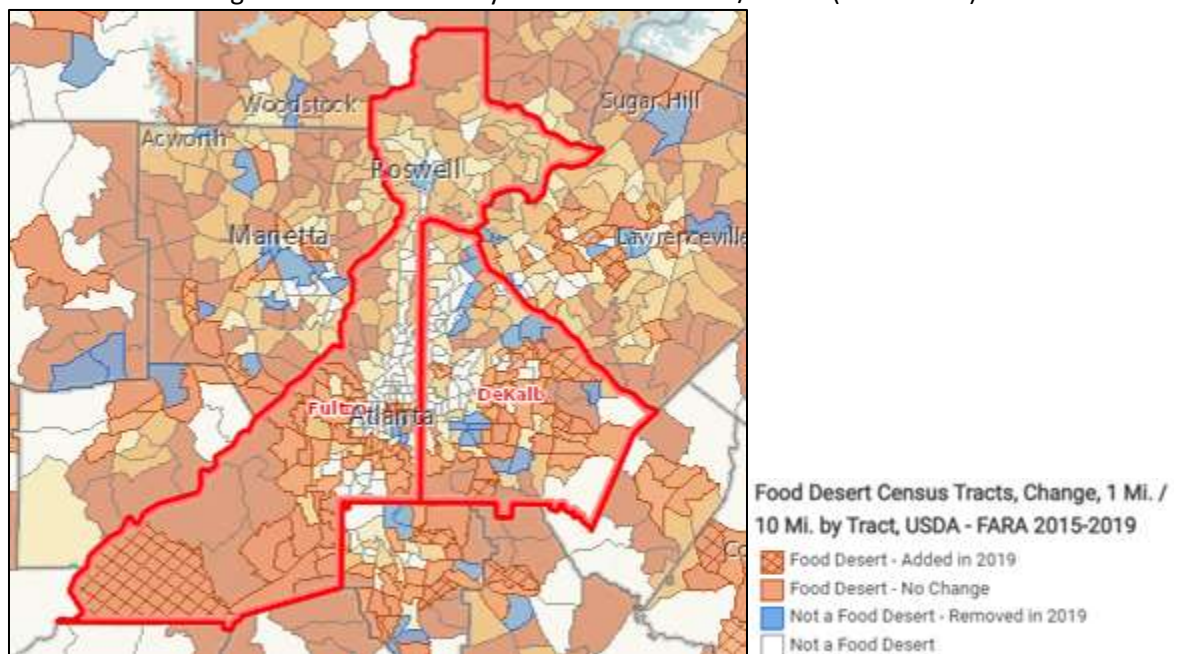 Woodstock
Sugar Hill
Acworth
Roswell
Marietta
Lawrenceville
DeKalb
Fulton
Atlanta
Food Desert Census Tracts, Change, 1 Mi. /
10 Mi. by Tract, USDA - FARA 2015-2019
Food Desert - Added in 2019
Food Desert - No Change
Not a Food Desert - Removed in 2019
Not a Food Desert